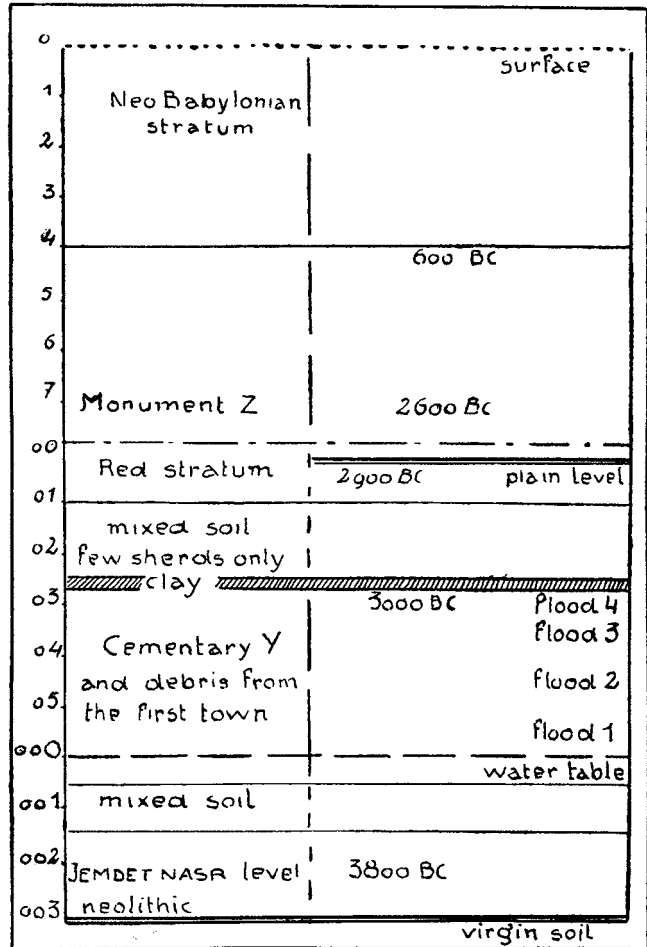 0
surface
1
Neo Babylonian
stratum
2
3
4
600 BC
5
6
7
Monument Z
2600 BC
00
Red stratum
2900 BC
plain level
01
mixed soil
02
few sherds only
clay
03
3000 BC
flood 4
flood 3
04
Cementary Y
and debris from
flood 2
05
the first town
flood 1
000
water table
001
mixed soil
002
JEMDET NASR level
3800 BC
neolithic
003
virgin soil